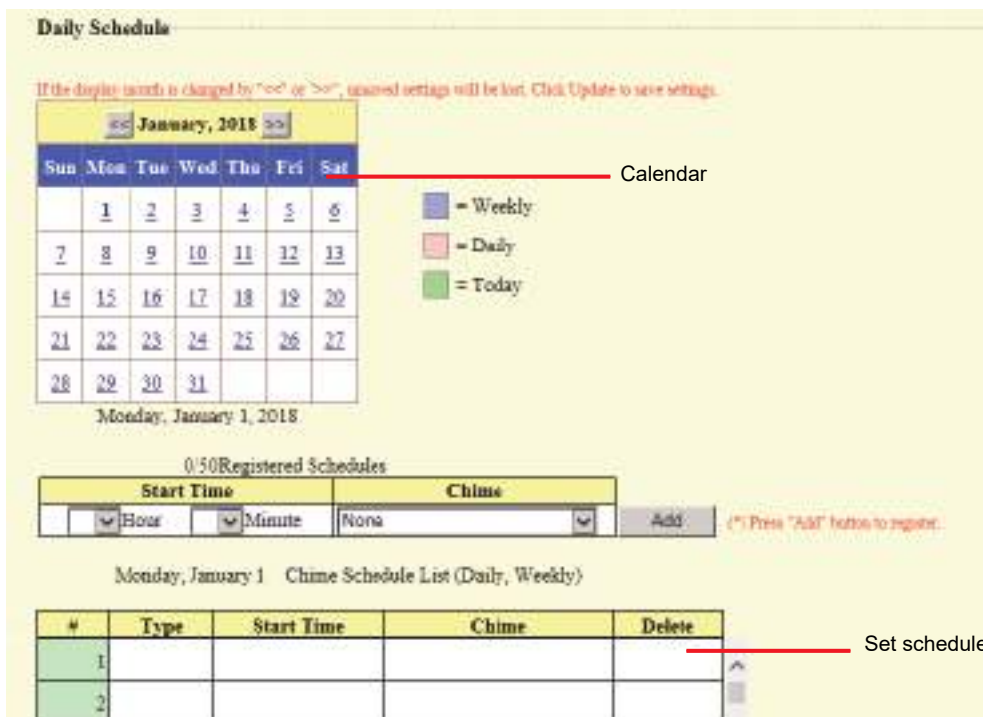 Daily Schedule
If the display month is changed by "<<" or ">>", unsaved settings will be lost. Click Update to save settings.
<< January, 2018 >>
Sun Mon Tue Wed Thu Fri Sat
Calendar
1 2 3 4 5 6
= Weekly
7 8 9 10 11 12 13
= Daily
14 15 16 17 18 19 20
= Today
21 22 23 24 25 26 27
28 29 30 31
Monday, January 1, 2018
0/50Registered Schedules
Start Time Chime
Hour Minute None Add (*) Press "Add" button to register.
Monday, January 1 Chime Schedule List (Daily, Weekly)
# Type Start Time Chime Delete
1 Set schedule
2